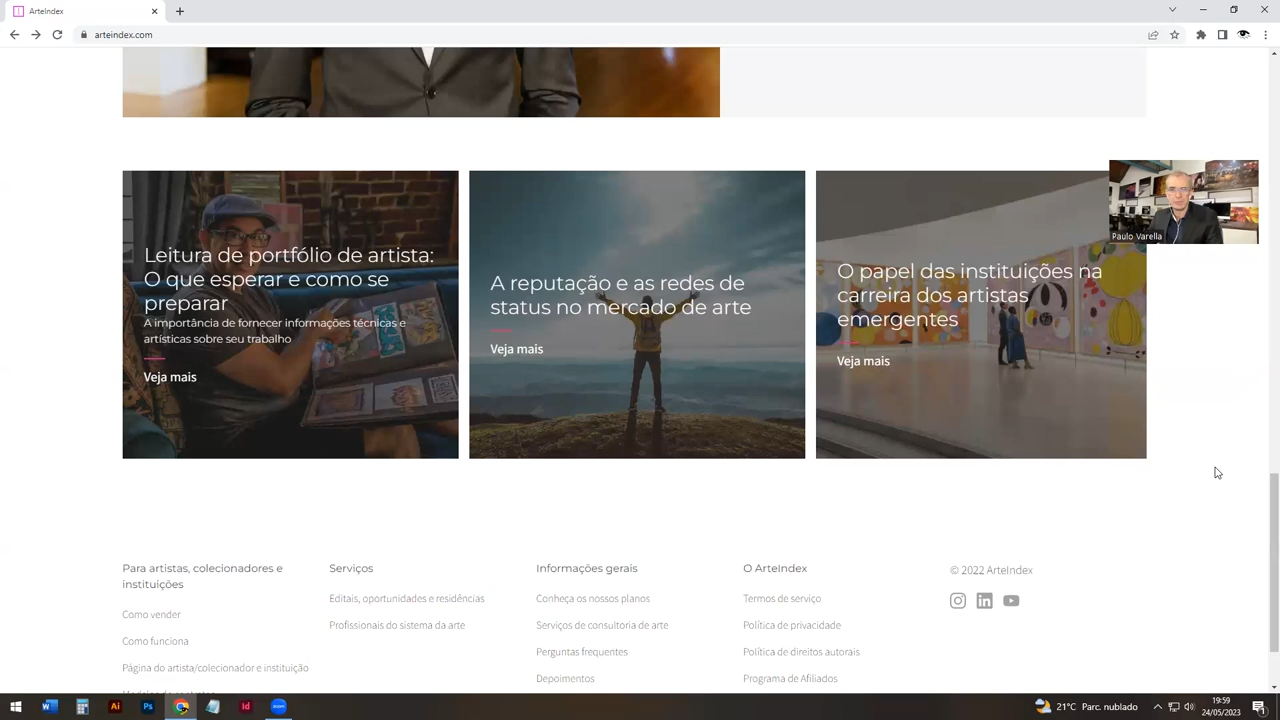 ArteIndex
arteindex.com
Paulo Varella
Leitura de portfólio de artista:
O que esperar e como se
preparar
A importância de fornecer informações técnicas e
artísticas sobre seu trabalho
Veja mais
A reputação e as redes de
status no mercado de arte
Veja mais
O papel das instituições na
carreira dos artistas
emergentes
Veja mais
Para artistas, colecionadores e
instituições
Como vender
Como funciona
Página do artista/colecionador e instituição
Serviços
Editais, oportunidades e residências
Profissionais do sistema da arte
Informações gerais
Conheça os nossos planos
Serviços de consultoria de arte
Perguntas frequentes
Depoimentos
O ArteIndex
Termos de serviço
Política de privacidade
Política de direitos autorais
Programa de Afiliados
© 2022 ArteIndex
21°C Parc. nublado
19:59
24/05/2023